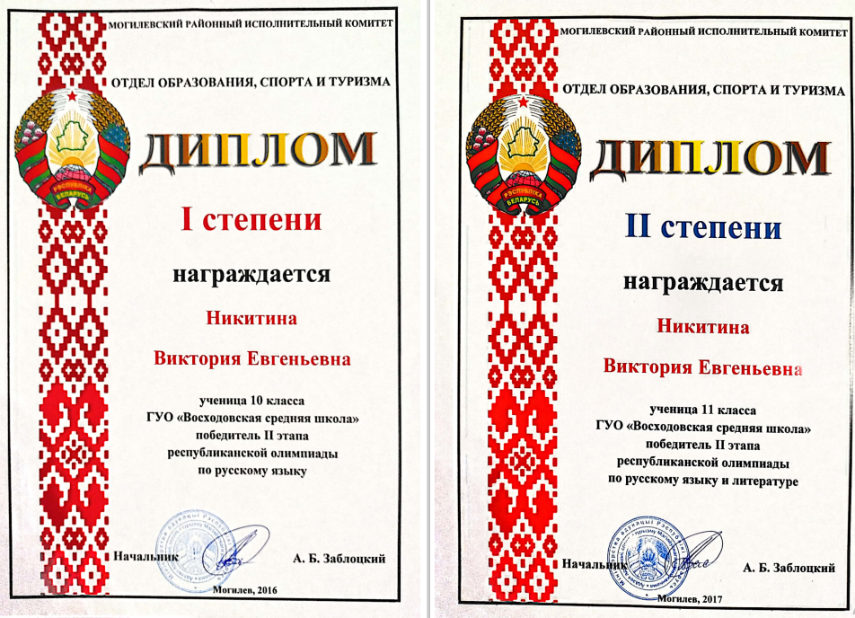 МОГИЛЕВСКИЙ РАЙОННЫЙ ИСПОЛНИТЕЛЬНЫЙ КОМИТЕТ
ОТДЕЛ ОБРАЗОВАНИЯ, СПОРТА И ТУРИЗМА
РЭСПУБЛІКА
БЕЛАРУСЬ
ДИПЛОМ
I степени
награждается
Никитина
Виктория Евгеньевна
ученица 10 класса
ГУО «Восходовская средняя школа»
победитель II этапа
республиканской олимпиады
по русскому языку
Начальник
А. Б. Заблоцкий
Могилев, 2016
МОГИЛЕВСКИЙ РАЙОННЫЙ ИСПОЛНИТЕЛЬНЫЙ КОМИТЕТ
ОТДЕЛ ОБРАЗОВАНИЯ, СПОРТА И ТУРИЗМА
РЭСПУБЛІКА
БЕЛАРУСЬ
ДИПЛОМ
II степени
награждается
Никитина
Виктория Евгеньевна
ученица 11 класса
ГУО «Восходовская средняя школа»
победитель II этапа
республиканской олимпиады
по русскому языку и литературе
Начальник
А. Б. Заблоцкий
Могилев, 2017